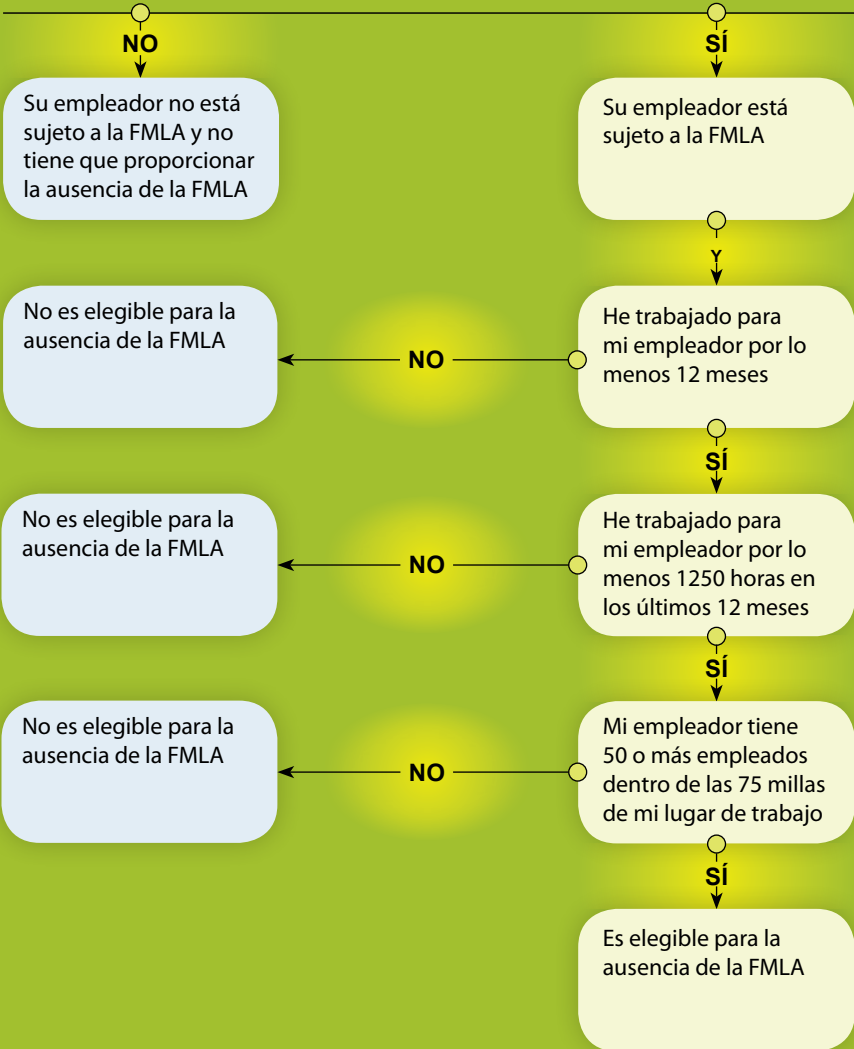 NO
SÍ
Su empleador no está
sujeto a la FMLA y no
tiene que proporcionar
la ausencia de la FMLA
Su empleador está
sujeto a la FMLA
Y
He trabajado para
mi empleador por lo
menos 12 meses
NO
No es elegible para la
ausencia de la FMLA
SÍ
He trabajado para
mi empleador por lo
menos 1250 horas en
los últimos 12 meses
NO
No es elegible para la
ausencia de la FMLA
SÍ
Mi empleador tiene
50 o más empleados
dentro de las 75 millas
de mi lugar de trabajo
NO
No es elegible para la
ausencia de la FMLA
SÍ
Es elegible para la
ausencia de la FMLA